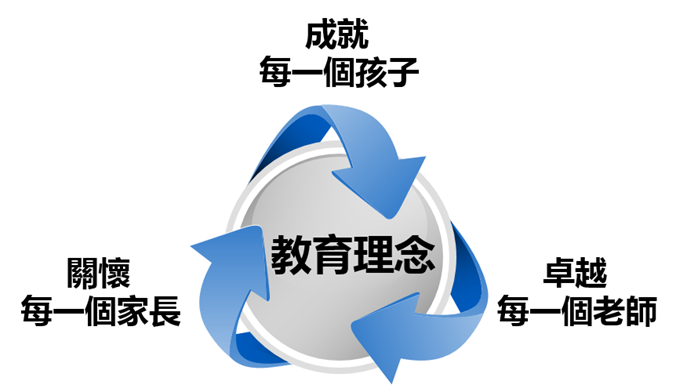 成就
每一個孩子
教育理念
關懷
每一個家長
卓越
每一個老師